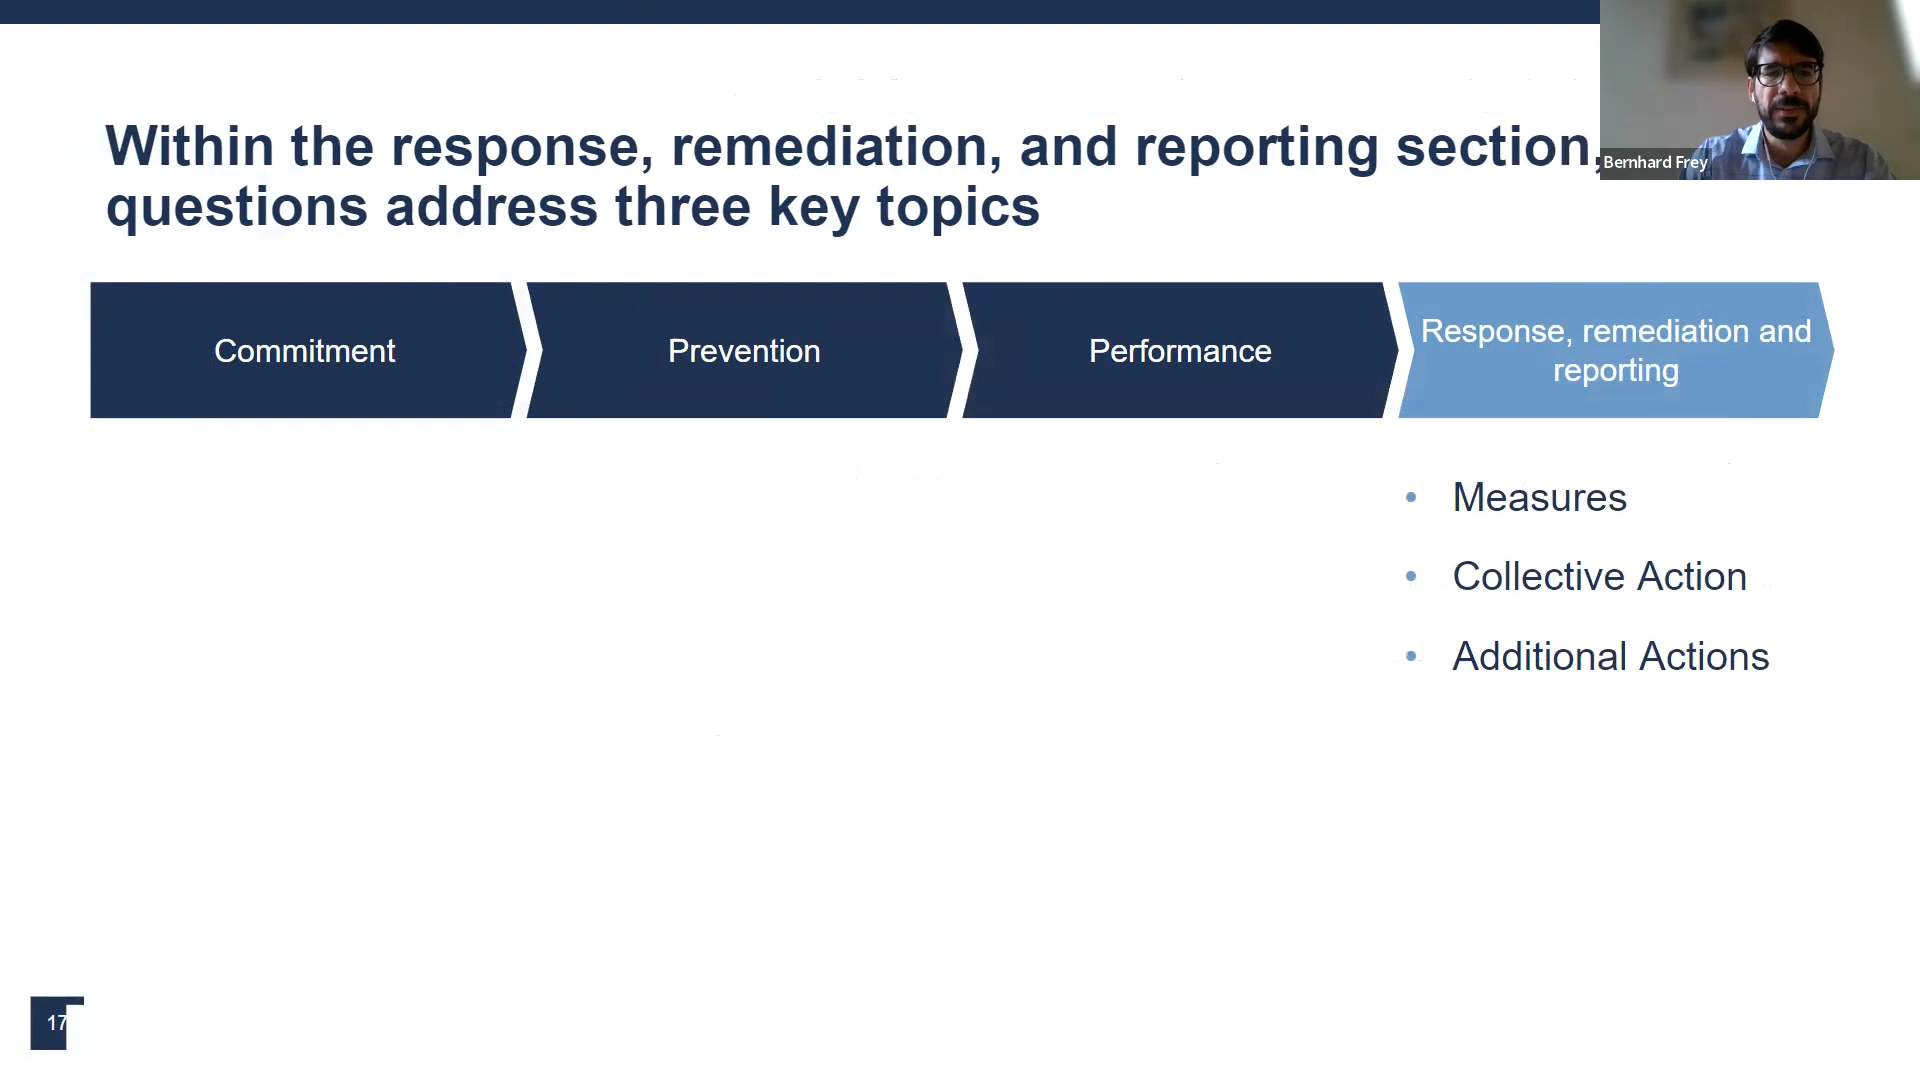 Within the response, remediation, and reporting section,
questions address three key topics
Bernhard Frey
Commitment
Prevention
Performance
Response, remediation and
reporting
• Measures
• Collective Action
• Additional Actions
17